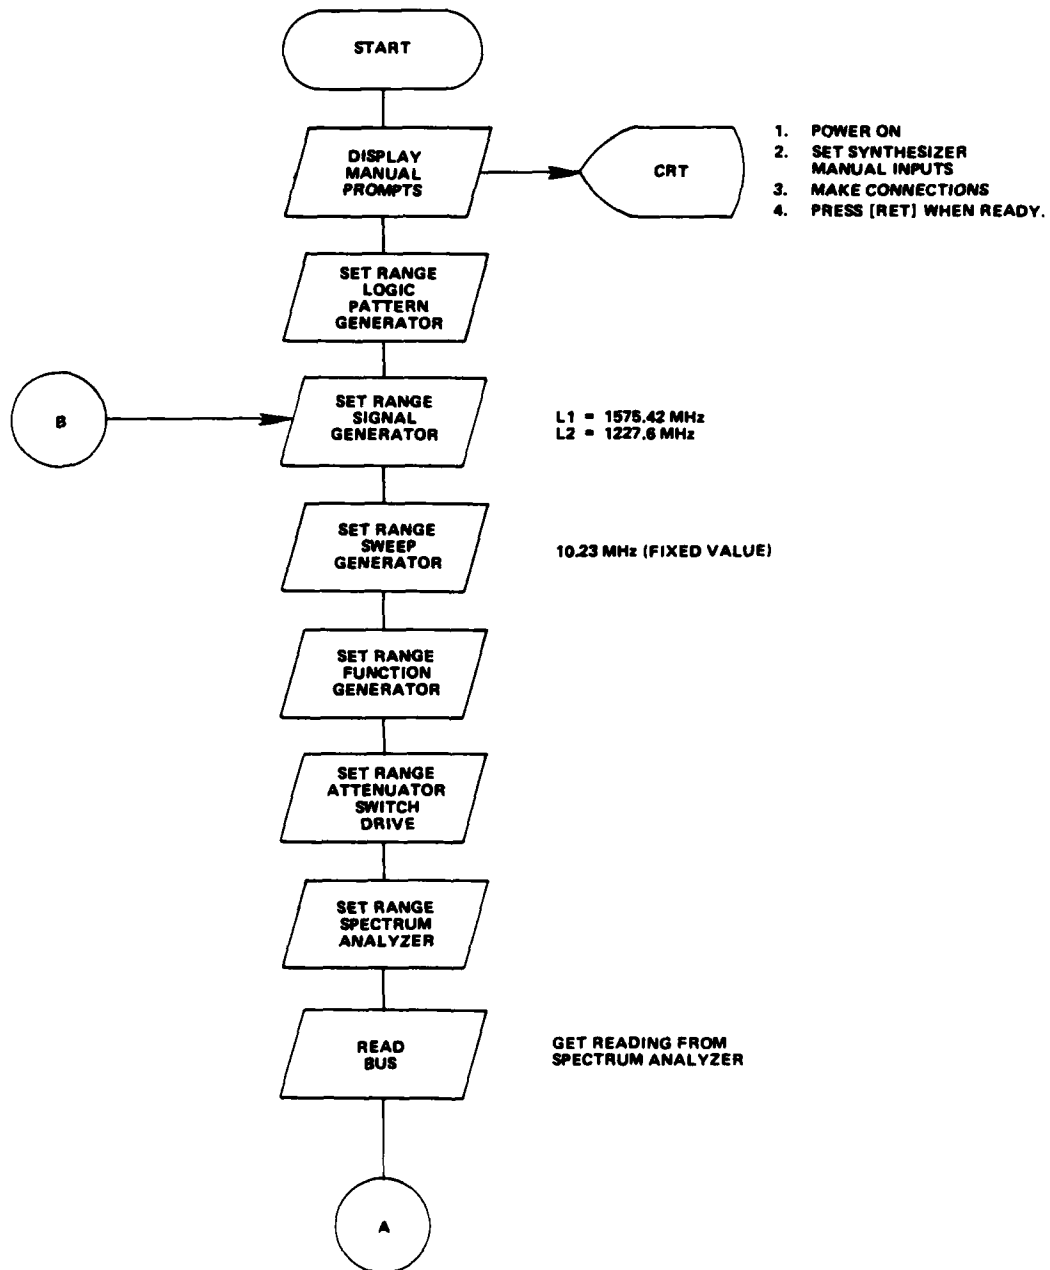 START
DISPLAY
MANUAL
PROMPTS
CRT
1. POWER ON
2. SET SYNTHESIZER
MANUAL INPUTS
3. MAKE CONNECTIONS
4. PRESS [RET] WHEN READY.
SET RANGE
LOGIC
PATTERN
GENERATOR
B
SET RANGE
SIGNAL
GENERATOR
L1 = 1575.42 MHz
L2 = 1227.6 MHz
SET RANGE
SWEEP
GENERATOR
10.23 MHz (FIXED VALUE)
SET RANGE
FUNCTION
GENERATOR
SET RANGE
ATTENUATOR
SWITCH
DRIVE
SET RANGE
SPECTRUM
ANALYZER
READ
BUS
GET READING FROM
SPECTRUM ANALYZER
A